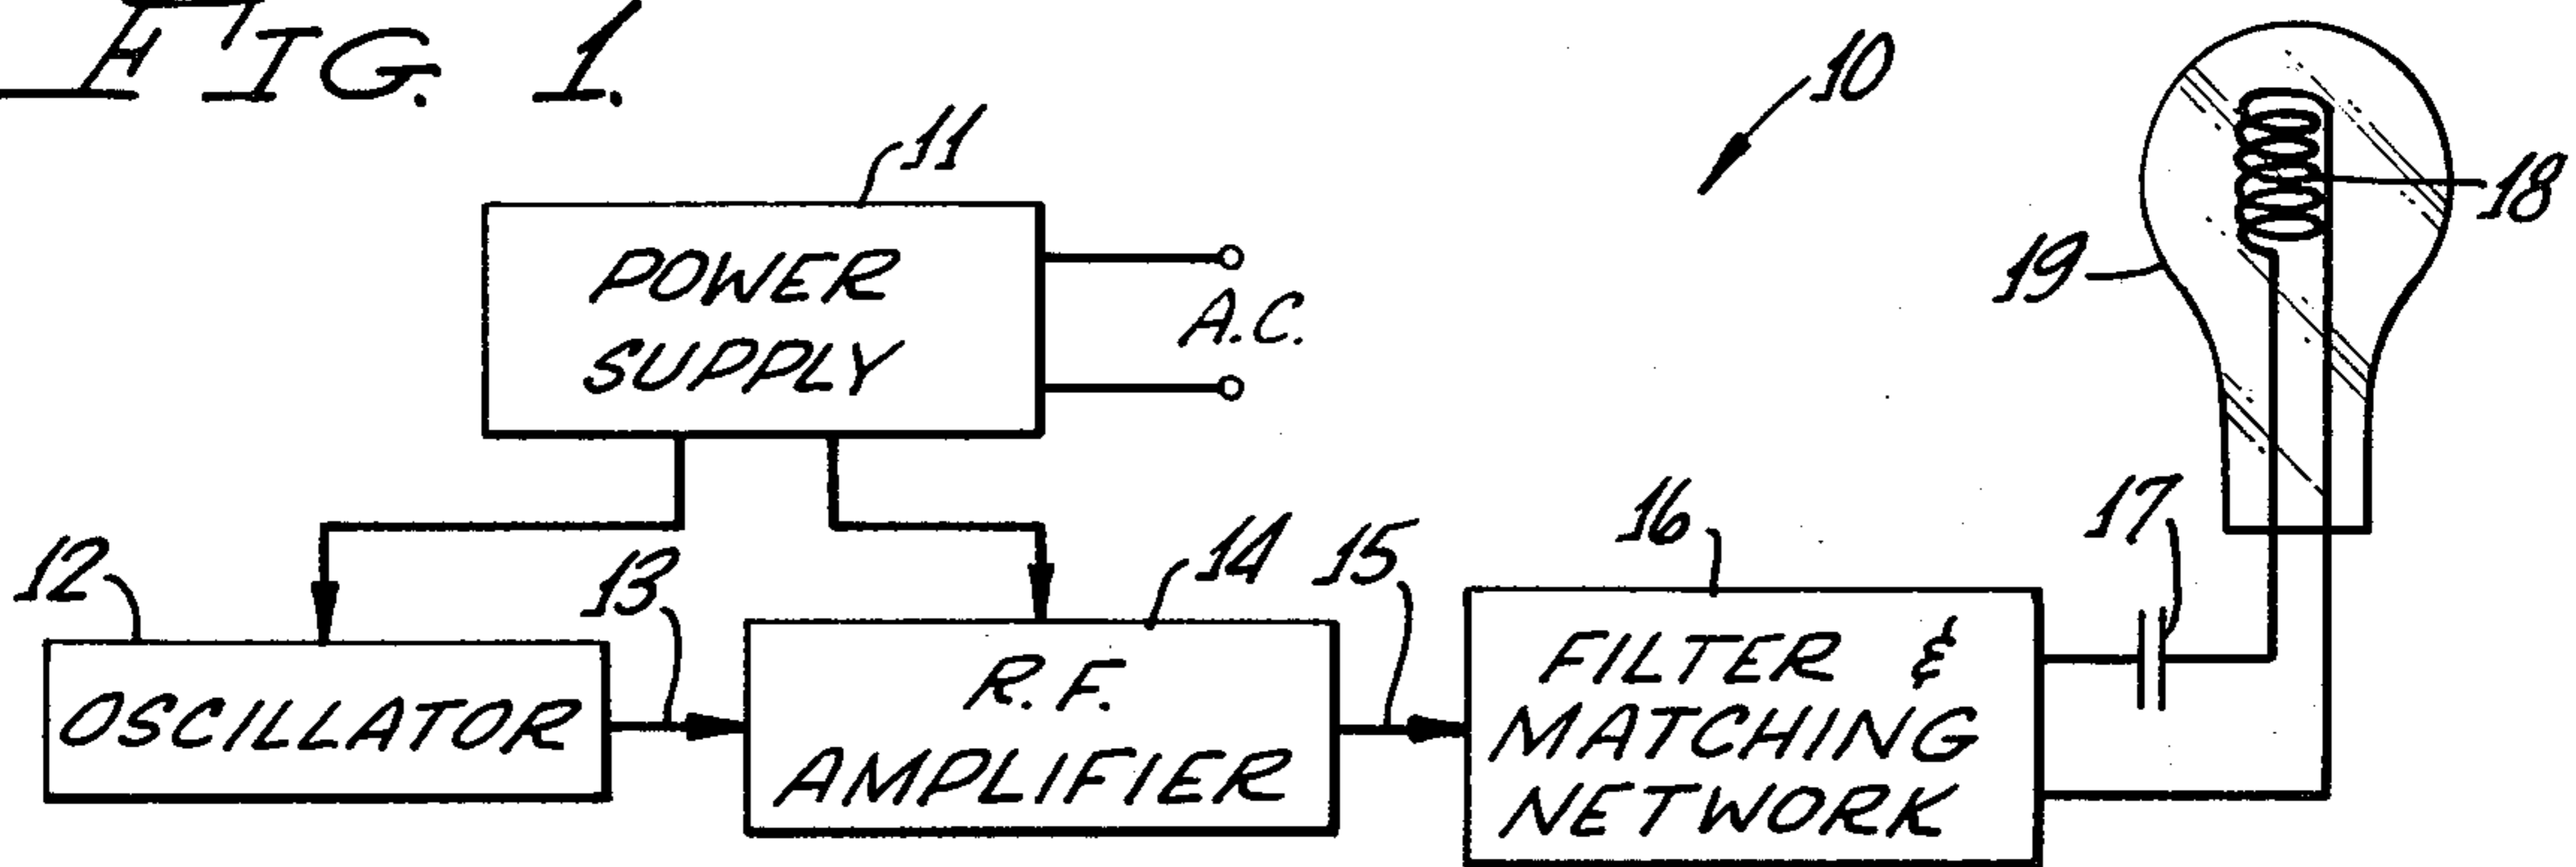 FIG. 1.
10
11
POWER
SUPPLY
A.C.
18
19
12
13
14
15
16
17
OSCILLATOR
R.F.
AMPLIFIER
FILTER &
MATCHING
NETWORK